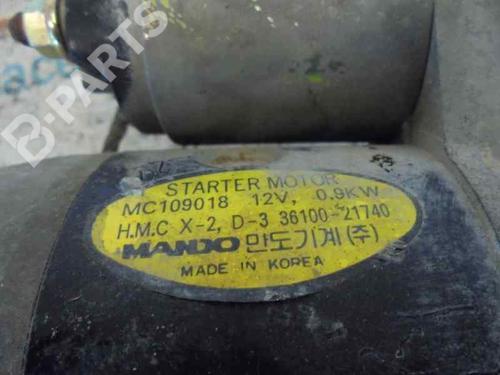 B-PARTS
STARTER MOTOR
MC109018 12V, 0.9KW
H.M.C X-2, D-3 36100-21740
MANDO 만도기계(주)
MADE IN KOREA